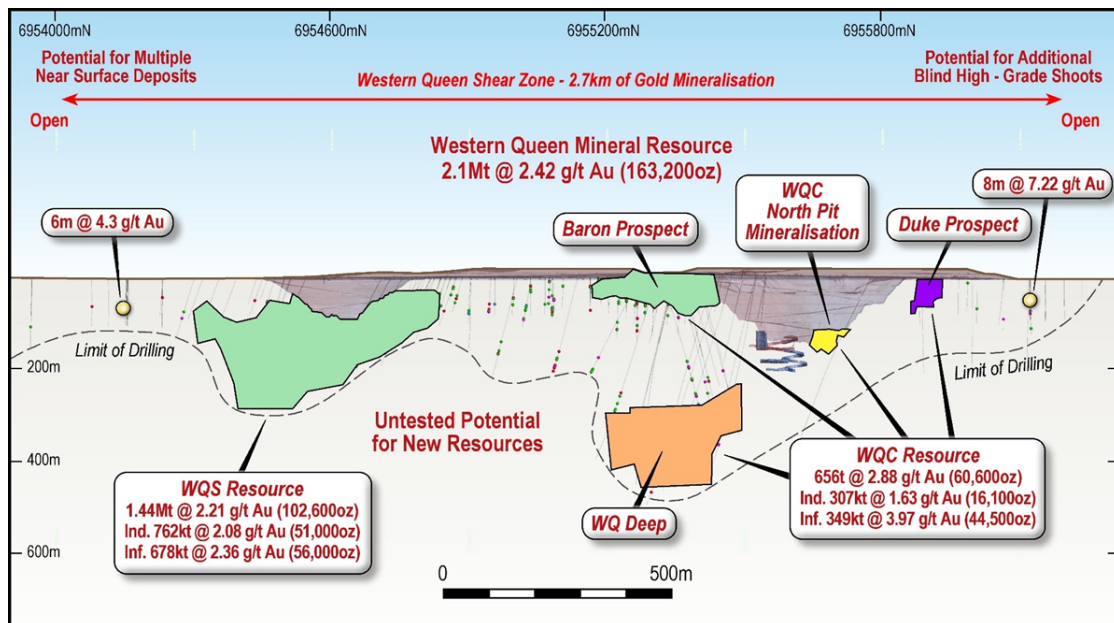 6954000mN
6954600mN
6955200mN
6955800mN
Potential for Multiple
Near Surface Deposits
Potential for Additional
Blind High - Grade Shoots
Western Queen Shear Zone - 2.7km of Gold Mineralisation
Open
Open
Western Queen Mineral Resource
2.1Mt @ 2.42 g/t Au (163,200oz)
6m @ 4.3 g/t Au
Baron Prospect
WQC
North Pit
Mineralisation
Duke Prospect
8m @ 7.22 g/t Au
Limit of Drilling
Limit of Drilling
200m
Untested Potential
for New Resources
400m
WQS Resource
1.44Mt @ 2.21 g/t Au (102,600oz)
Ind. 762kt @ 2.08 g/t Au (51,000oz)
Inf. 678kt @ 2.36 g/t Au (56,000oz)
WQ Deep
WQC Resource
656t @ 2.88 g/t Au (60,600oz)
Ind. 307kt @ 1.63 g/t Au (16,100oz)
Inf. 349kt @ 3.97 g/t Au (44,500oz)
600m
0
500m